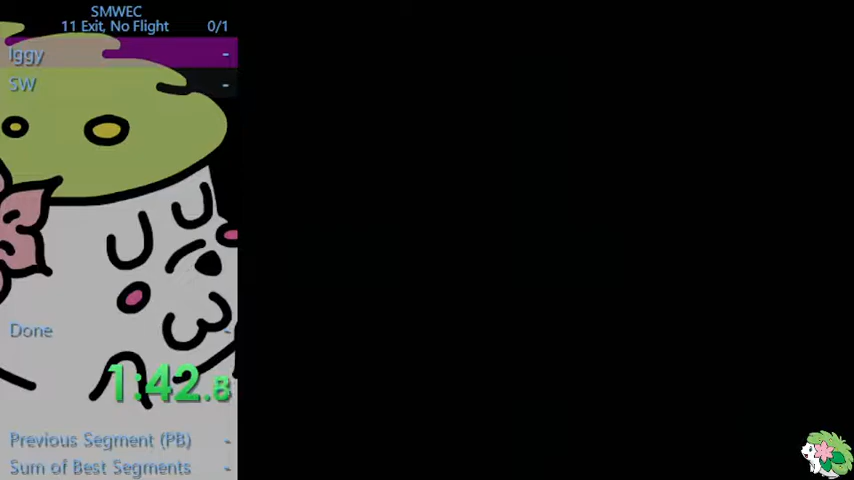 SMWEC
11 Exit, No Flight 0/1
Iggy -
SW -
Done -
1:42.8
Previous Segment (PB) -
Sum of Best Segments -